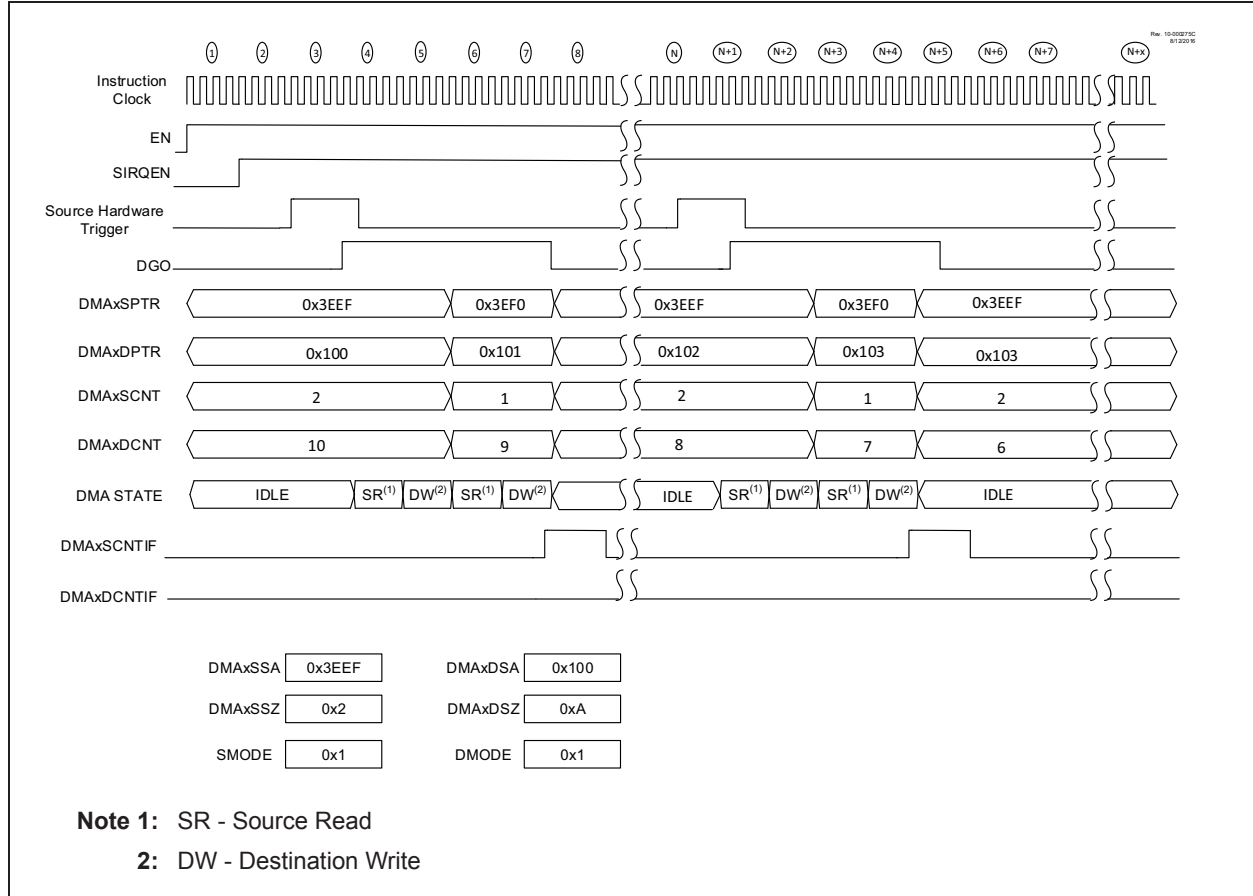 Rev. 10-000275C
8/12/2016
1 2 3 4 5 6 7 8 N N+1 N+2 N+3 N+4 N+5 N+6 N+7 N+x
Instruction
Clock
EN
SIRQEN
Source Hardware
Trigger
DGO
DMAxSPTR 0x3EEF 0x3EF0 0x3EEF 0x3EF0 0x3EEF
DMAxDPTR 0x100 0x101 0x102 0x103 0x103
DMAxSCNT 2 1 2 1 2
DMAxDCNT 10 9 8 7 6
DMA STATE IDLE SR(1) DW(2) SR(1) DW(2) IDLE SR(1) DW(2) SR(1) DW(2) IDLE
DMAxSCNTIF
DMAxDCNTIF
DMAxSSA 0x3EEF DMAxDSA 0x100
DMAxSSZ 0x2 DMAxDSZ 0xA
SMODE 0x1 DMODE 0x1
Note 1: SR - Source Read
2: DW - Destination Write